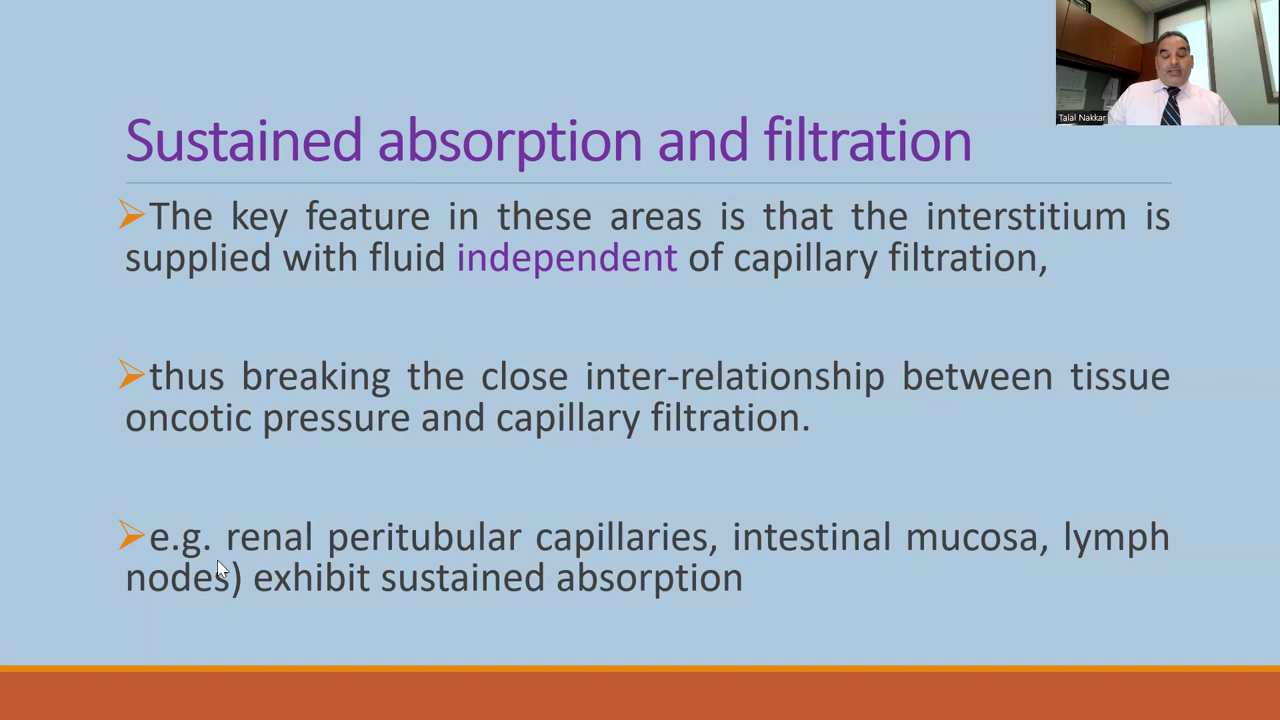 Talal Nakkar
Sustained absorption and filtration
The key feature in these areas is that the interstitium is
supplied with fluid independent of capillary filtration,
thus breaking the close inter-relationship between tissue
oncotic pressure and capillary filtration.
e.g. renal peritubular capillaries, intestinal mucosa, lymph
nodes) exhibit sustained absorption